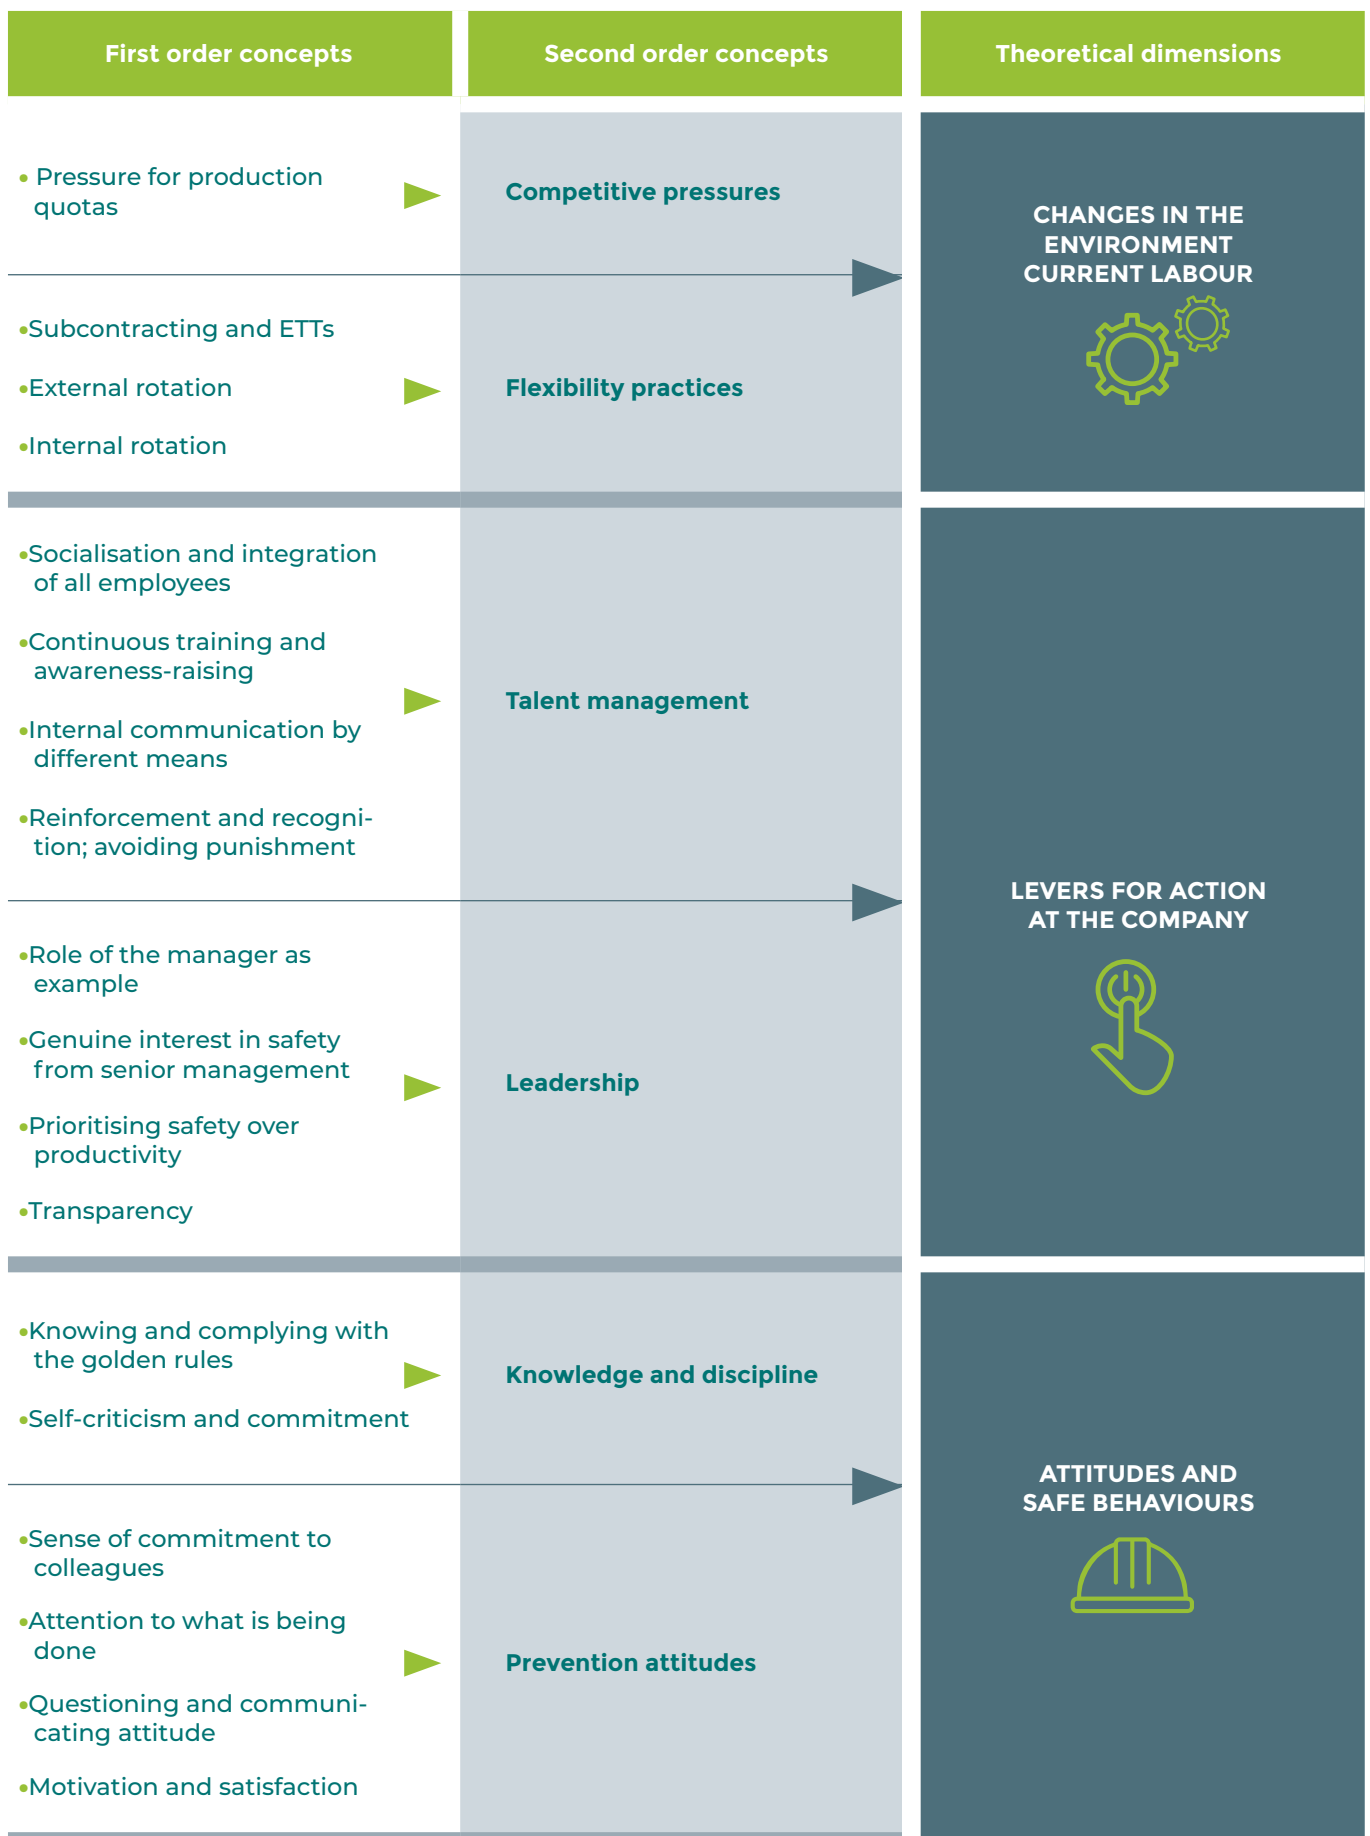 First order concepts
Second order concepts
Theoretical dimensions
• Pressure for production
quotas
Competitive pressures
•Subcontracting and ETTs
•External rotation
•Internal rotation
Flexibility practices
CHANGES IN THE
ENVIRONMENT
CURRENT LABOUR
•Socialisation and integration
of all employees
•Continuous training and
awareness-raising
•Internal communication by
different means
•Reinforcement and recogni-
tion; avoiding punishment
Talent management
•Role of the manager as
example
•Genuine interest in safety
from senior management
•Prioritising safety over
productivity
•Transparency
Leadership
LEVERS FOR ACTION
AT THE COMPANY
•Knowing and complying with
the golden rules
•Self-criticism and commitment
Knowledge and discipline
•Sense of commitment to
colleagues
•Attention to what is being
done
•Questioning and communi-
cating attitude
•Motivation and satisfaction
Prevention attitudes
ATTITUDES AND
SAFE BEHAVIOURS